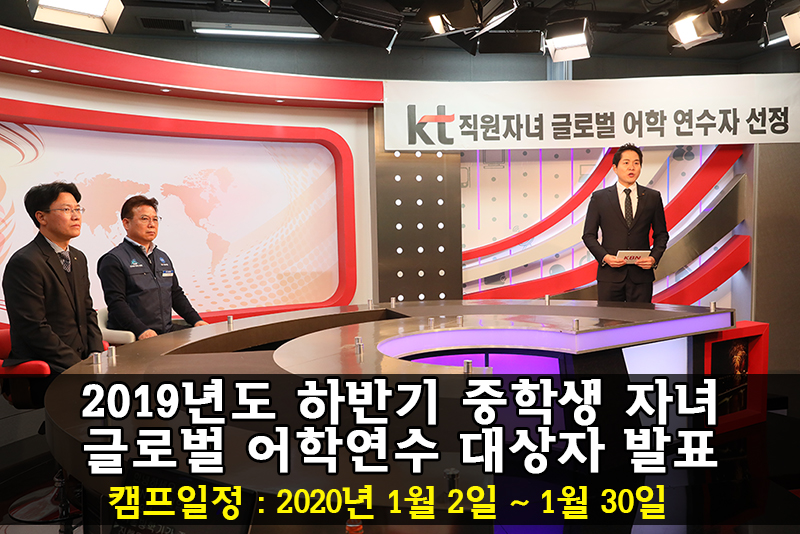 kt 직원자녀 글로벌 어학 연수자 선정
KBN
2019년도 하반기 중학생 자녀
글로벌 어학연수 대상자 발표
캠프일정 : 2020년 1월 2일 ~ 1월 30일